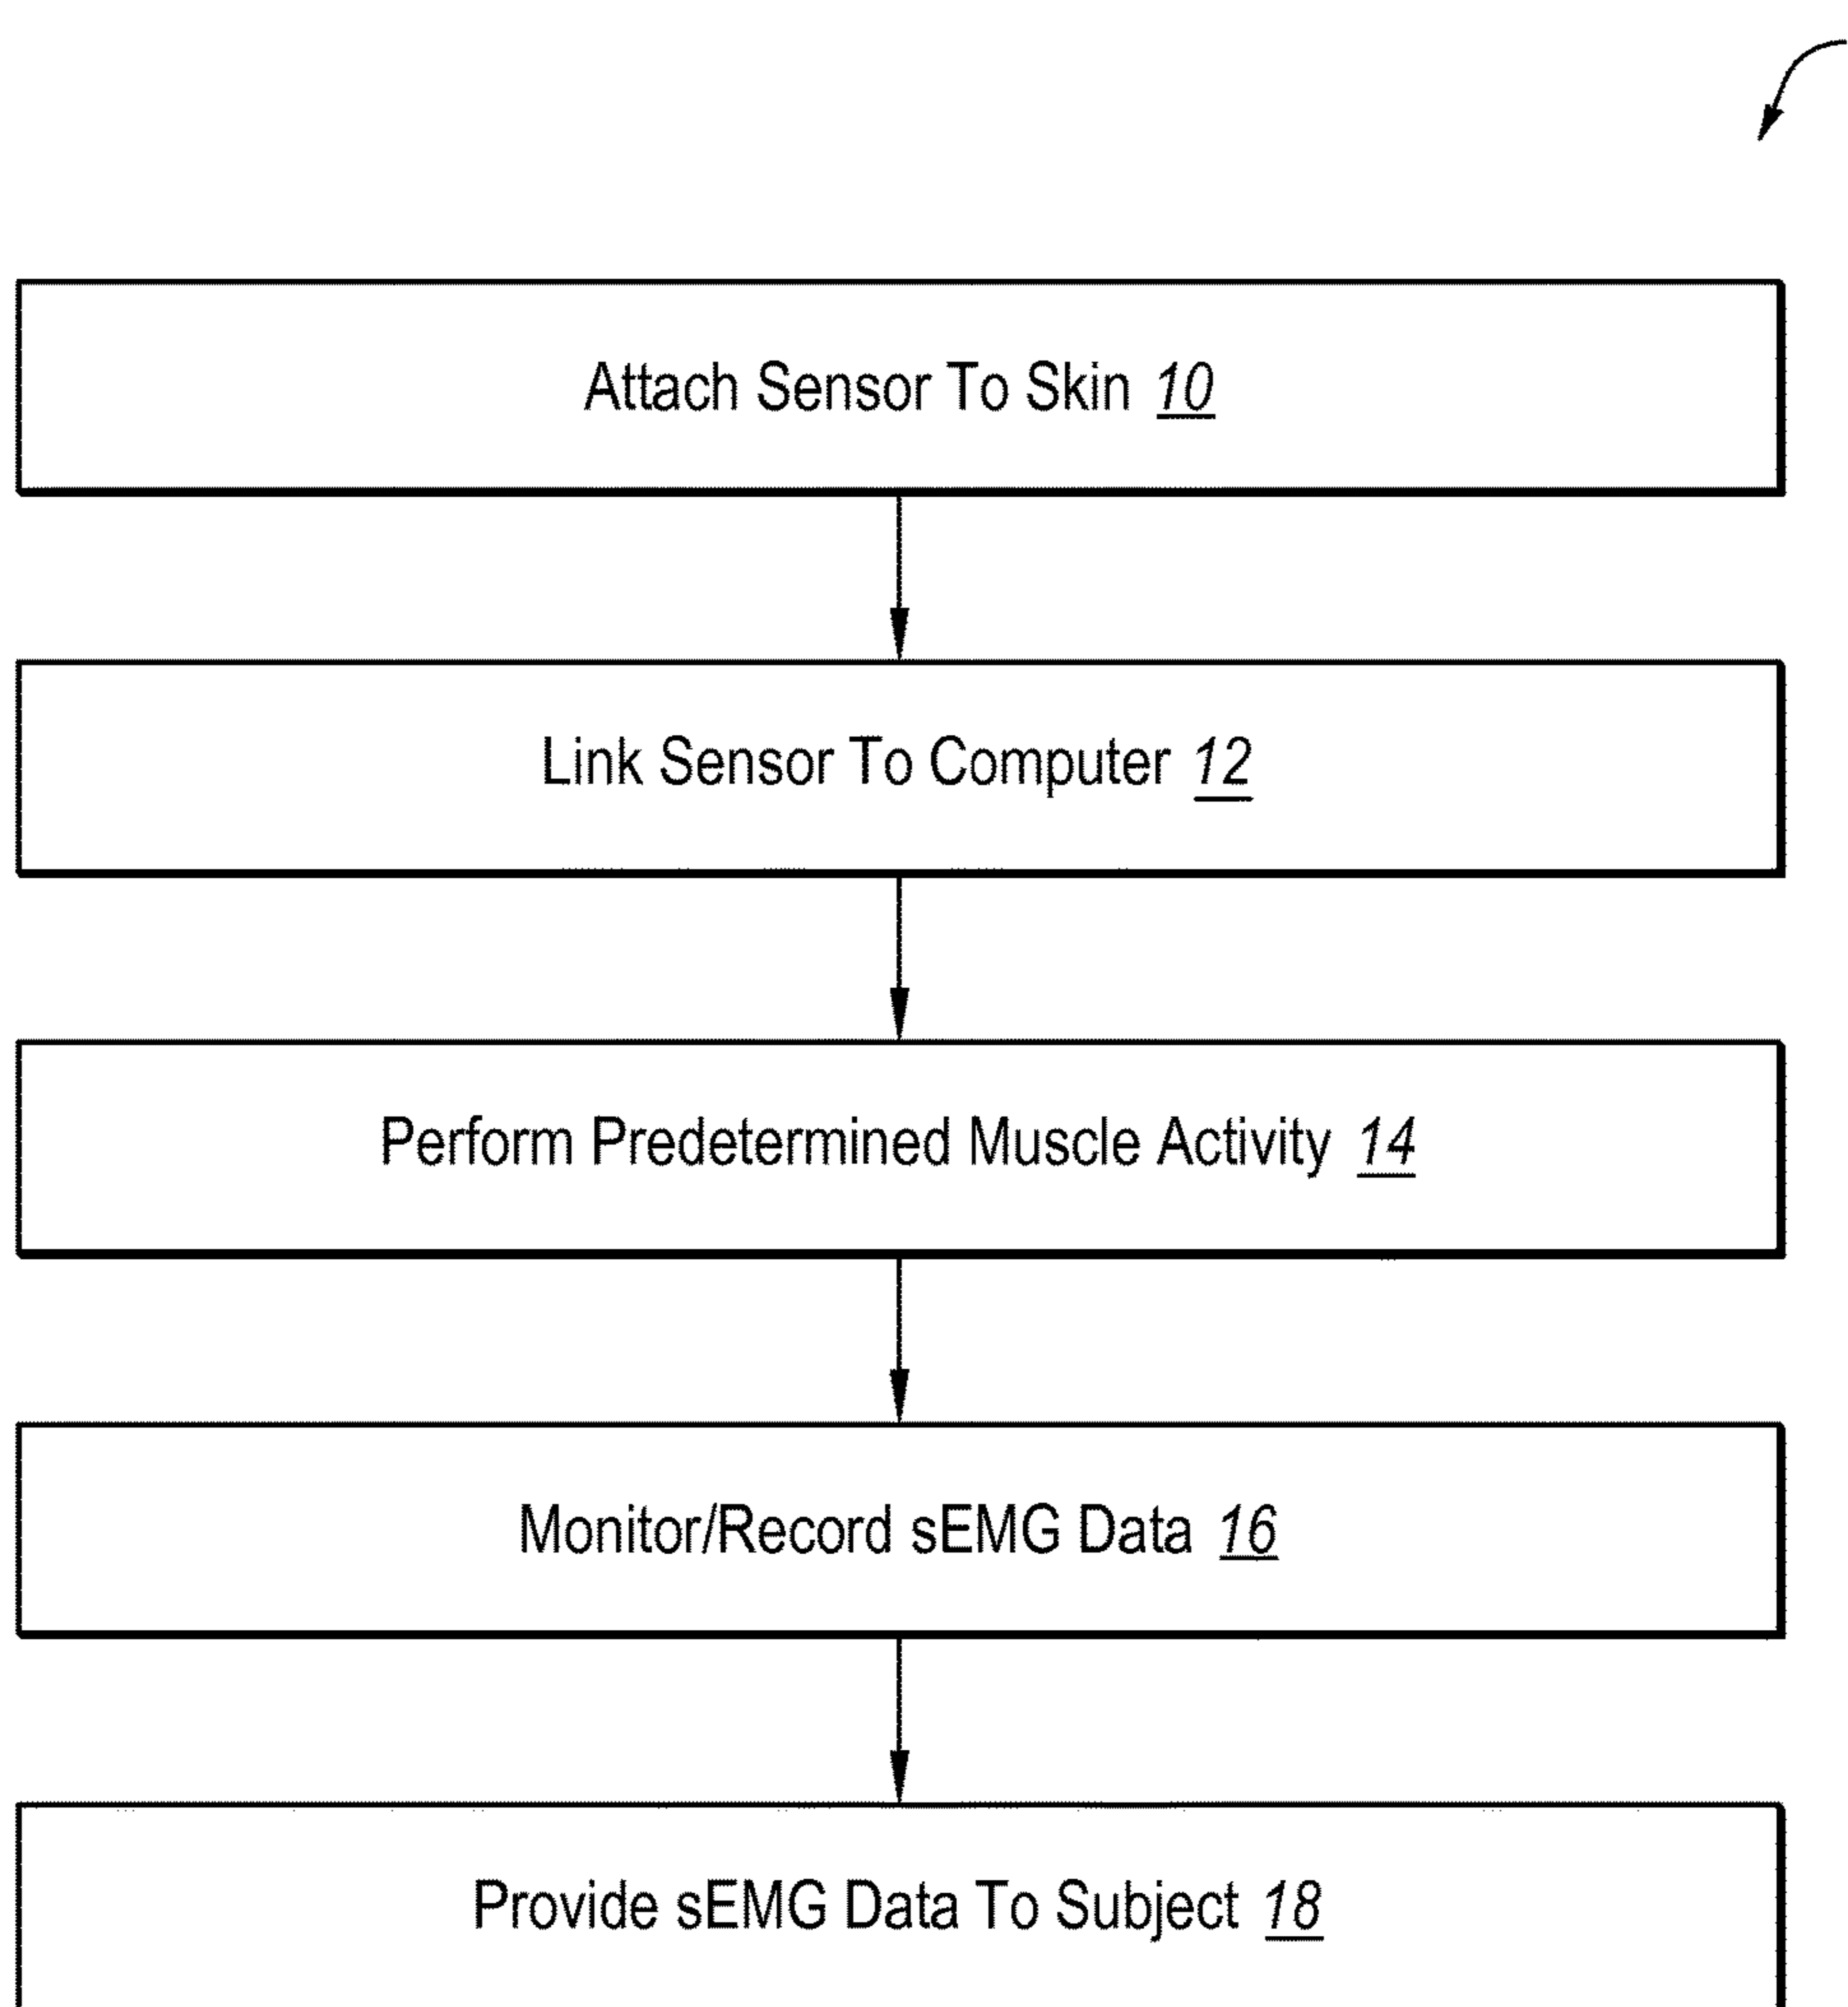 Attach Sensor To Skin 10
Link Sensor To Computer 12
Perform Predetermined Muscle Activity 14
Monitor/Record sEMG Data 16
Provide sEMG Data To Subject 18